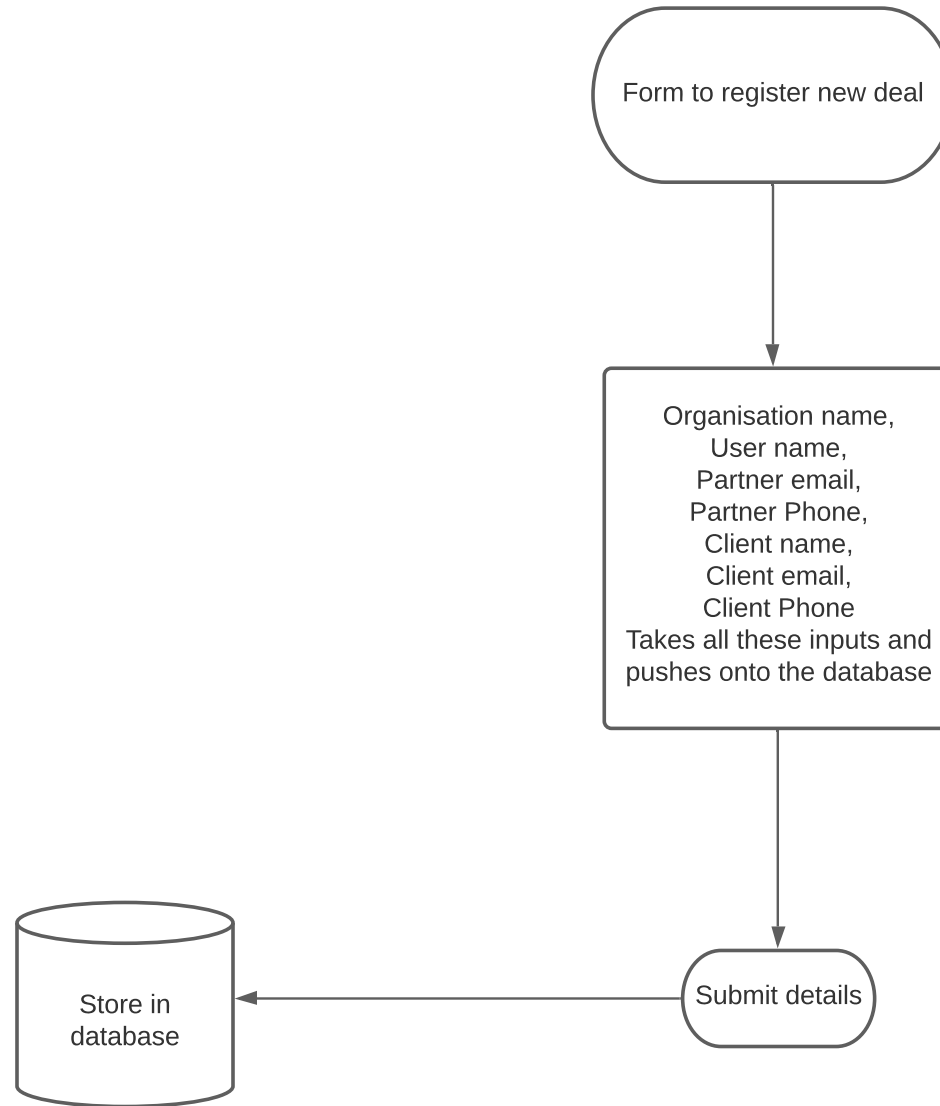 Form to register new deal
Organisation name,
User name,
Partner email,
Partner Phone,
Client name,
Client email,
Client Phone
Takes all these inputs and
pushes onto the database
Submit details
Store in
database